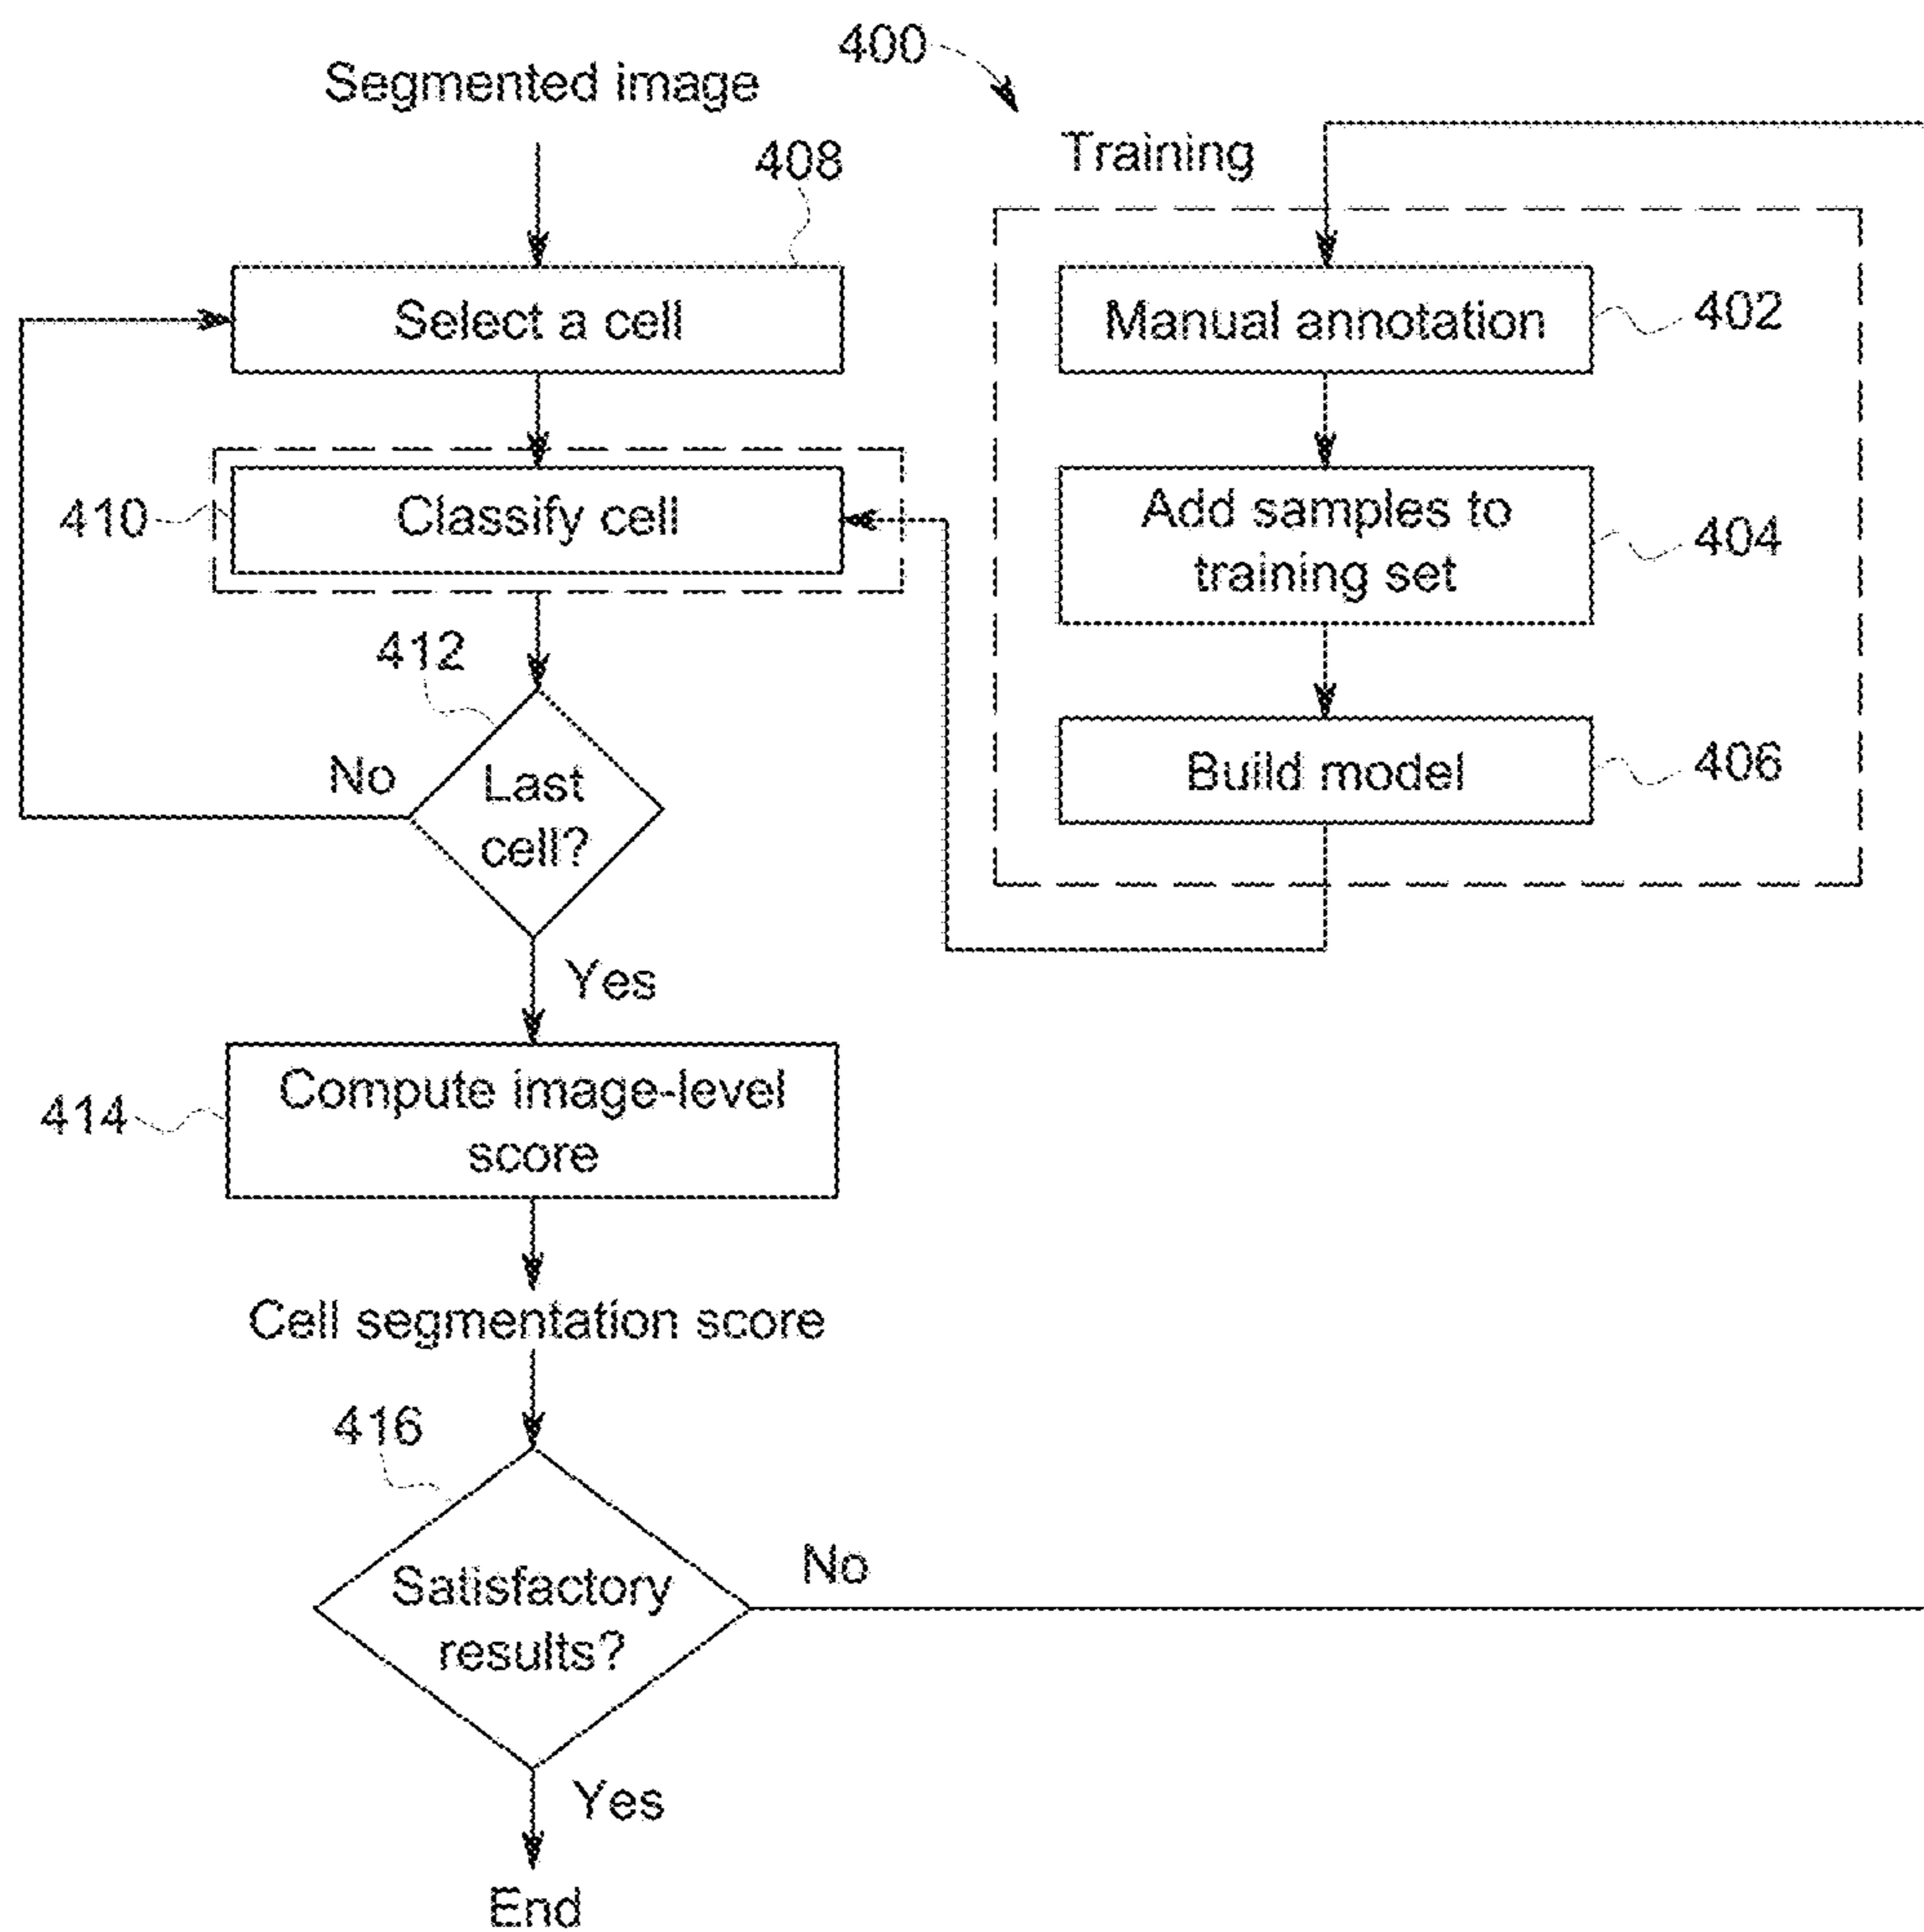 400
Segmented image
Training
408
Select a cell
Manual annotation
402
410
Classify cell
Add samples to
training set
404
412
No
Last
cell?
Build model
406
Yes
414
Compute image-level
score
Cell segmentation score
416
Satisfactory
results?
No
Yes
End